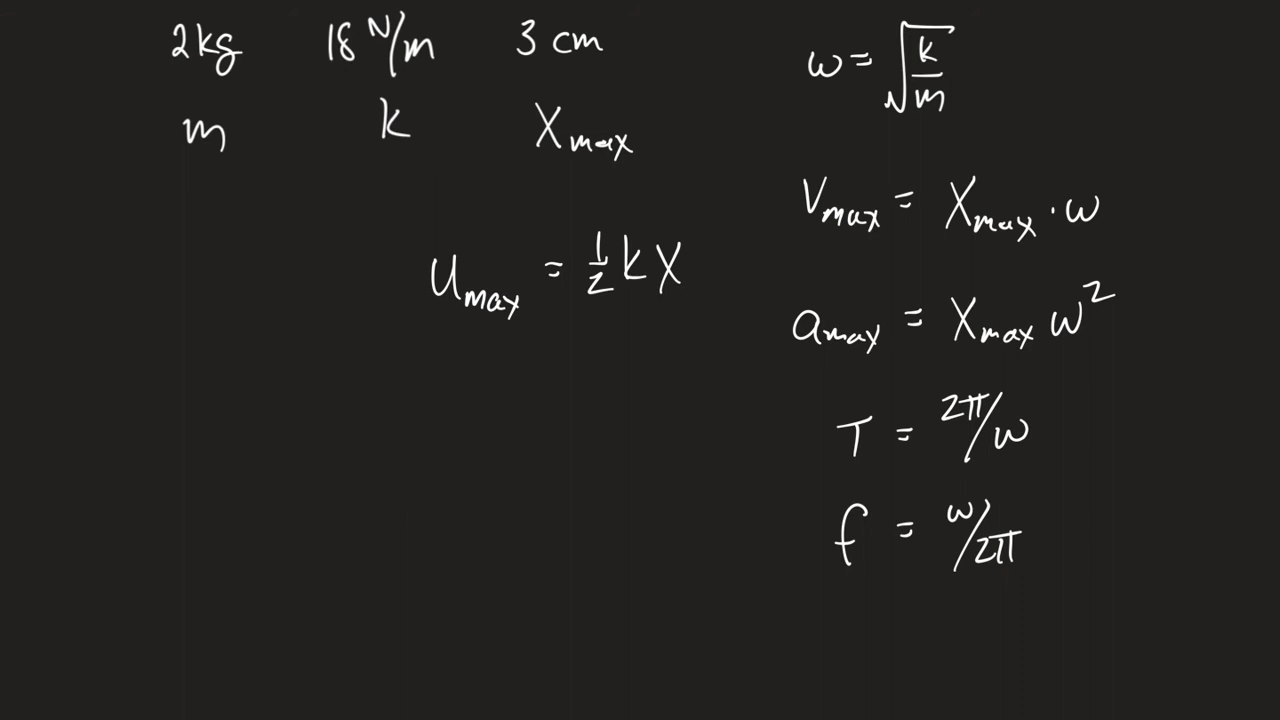 2kg 18 N/m 3 cm
m k Xmax
Umax = 1/2 k X
ω = √(k/m)
Vmax = Xmax · ω
amax = Xmax ω²
T = 2π/ω
f = ω/2π